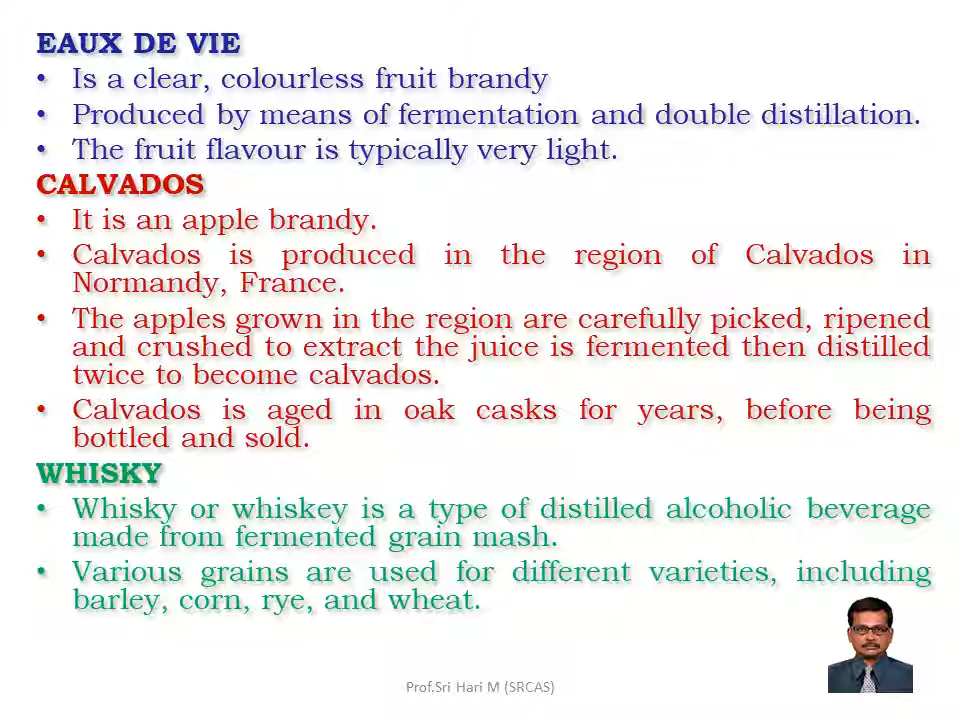 EAUX DE VIE
• Is a clear, colourless fruit brandy
• Produced by means of fermentation and double distillation.
• The fruit flavour is typically very light.
CALVADOS
• It is an apple brandy.
• Calvados is produced in the region of Calvados in
Normandy, France.
• The apples grown in the region are carefully picked, ripened
and crushed to extract the juice is fermented then distilled
twice to become calvados.
• Calvados is aged in oak casks for years, before being
bottled and sold.
WHISKY
• Whisky or whiskey is a type of distilled alcoholic beverage
made from fermented grain mash.
• Various grains are used for different varieties, including
barley, corn, rye, and wheat.
Prof.Sri Hari M (SRCAS)